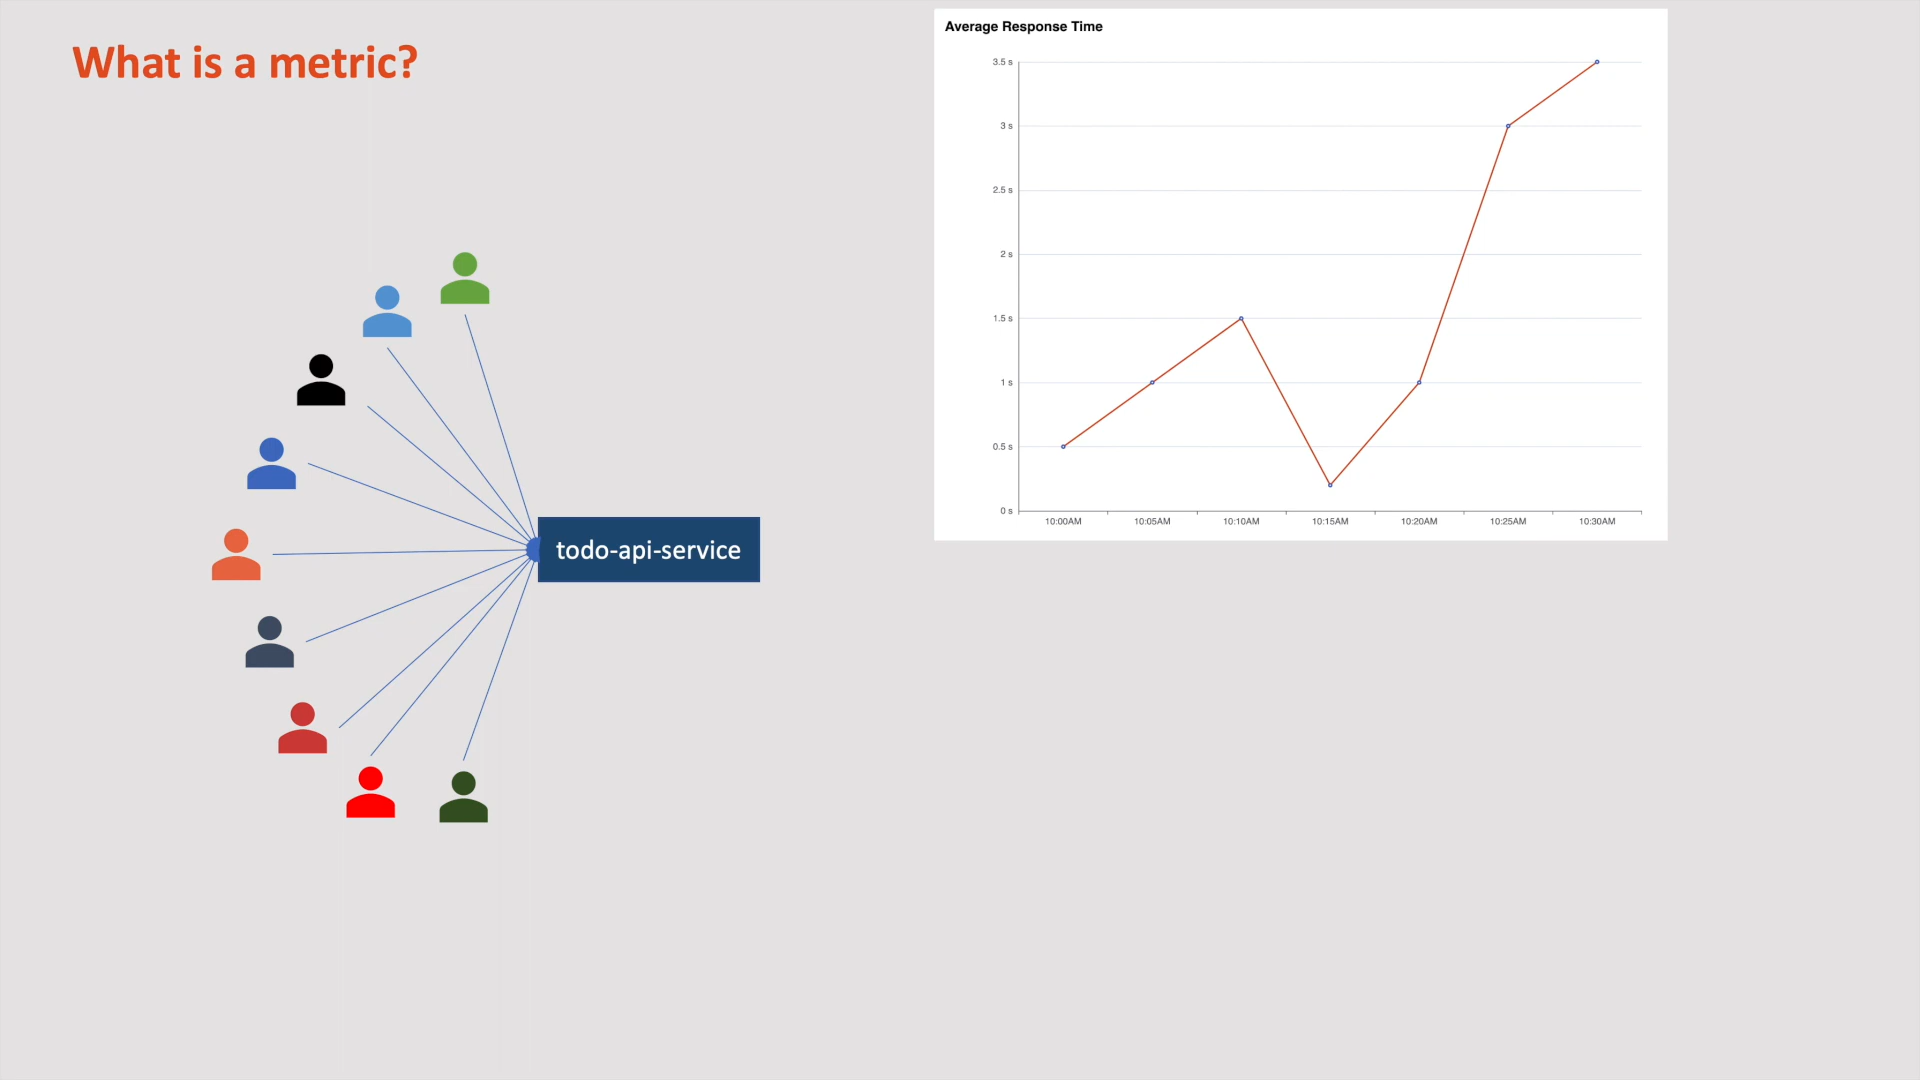 What is a metric?
todo-api-service
Average Response Time
3.5 s
3 s
2.5 s
2 s
1.5 s
1 s
0.5 s
0 s
10:00AM 10:05AM 10:10AM 10:15AM 10:20AM 10:25AM 10:30AM